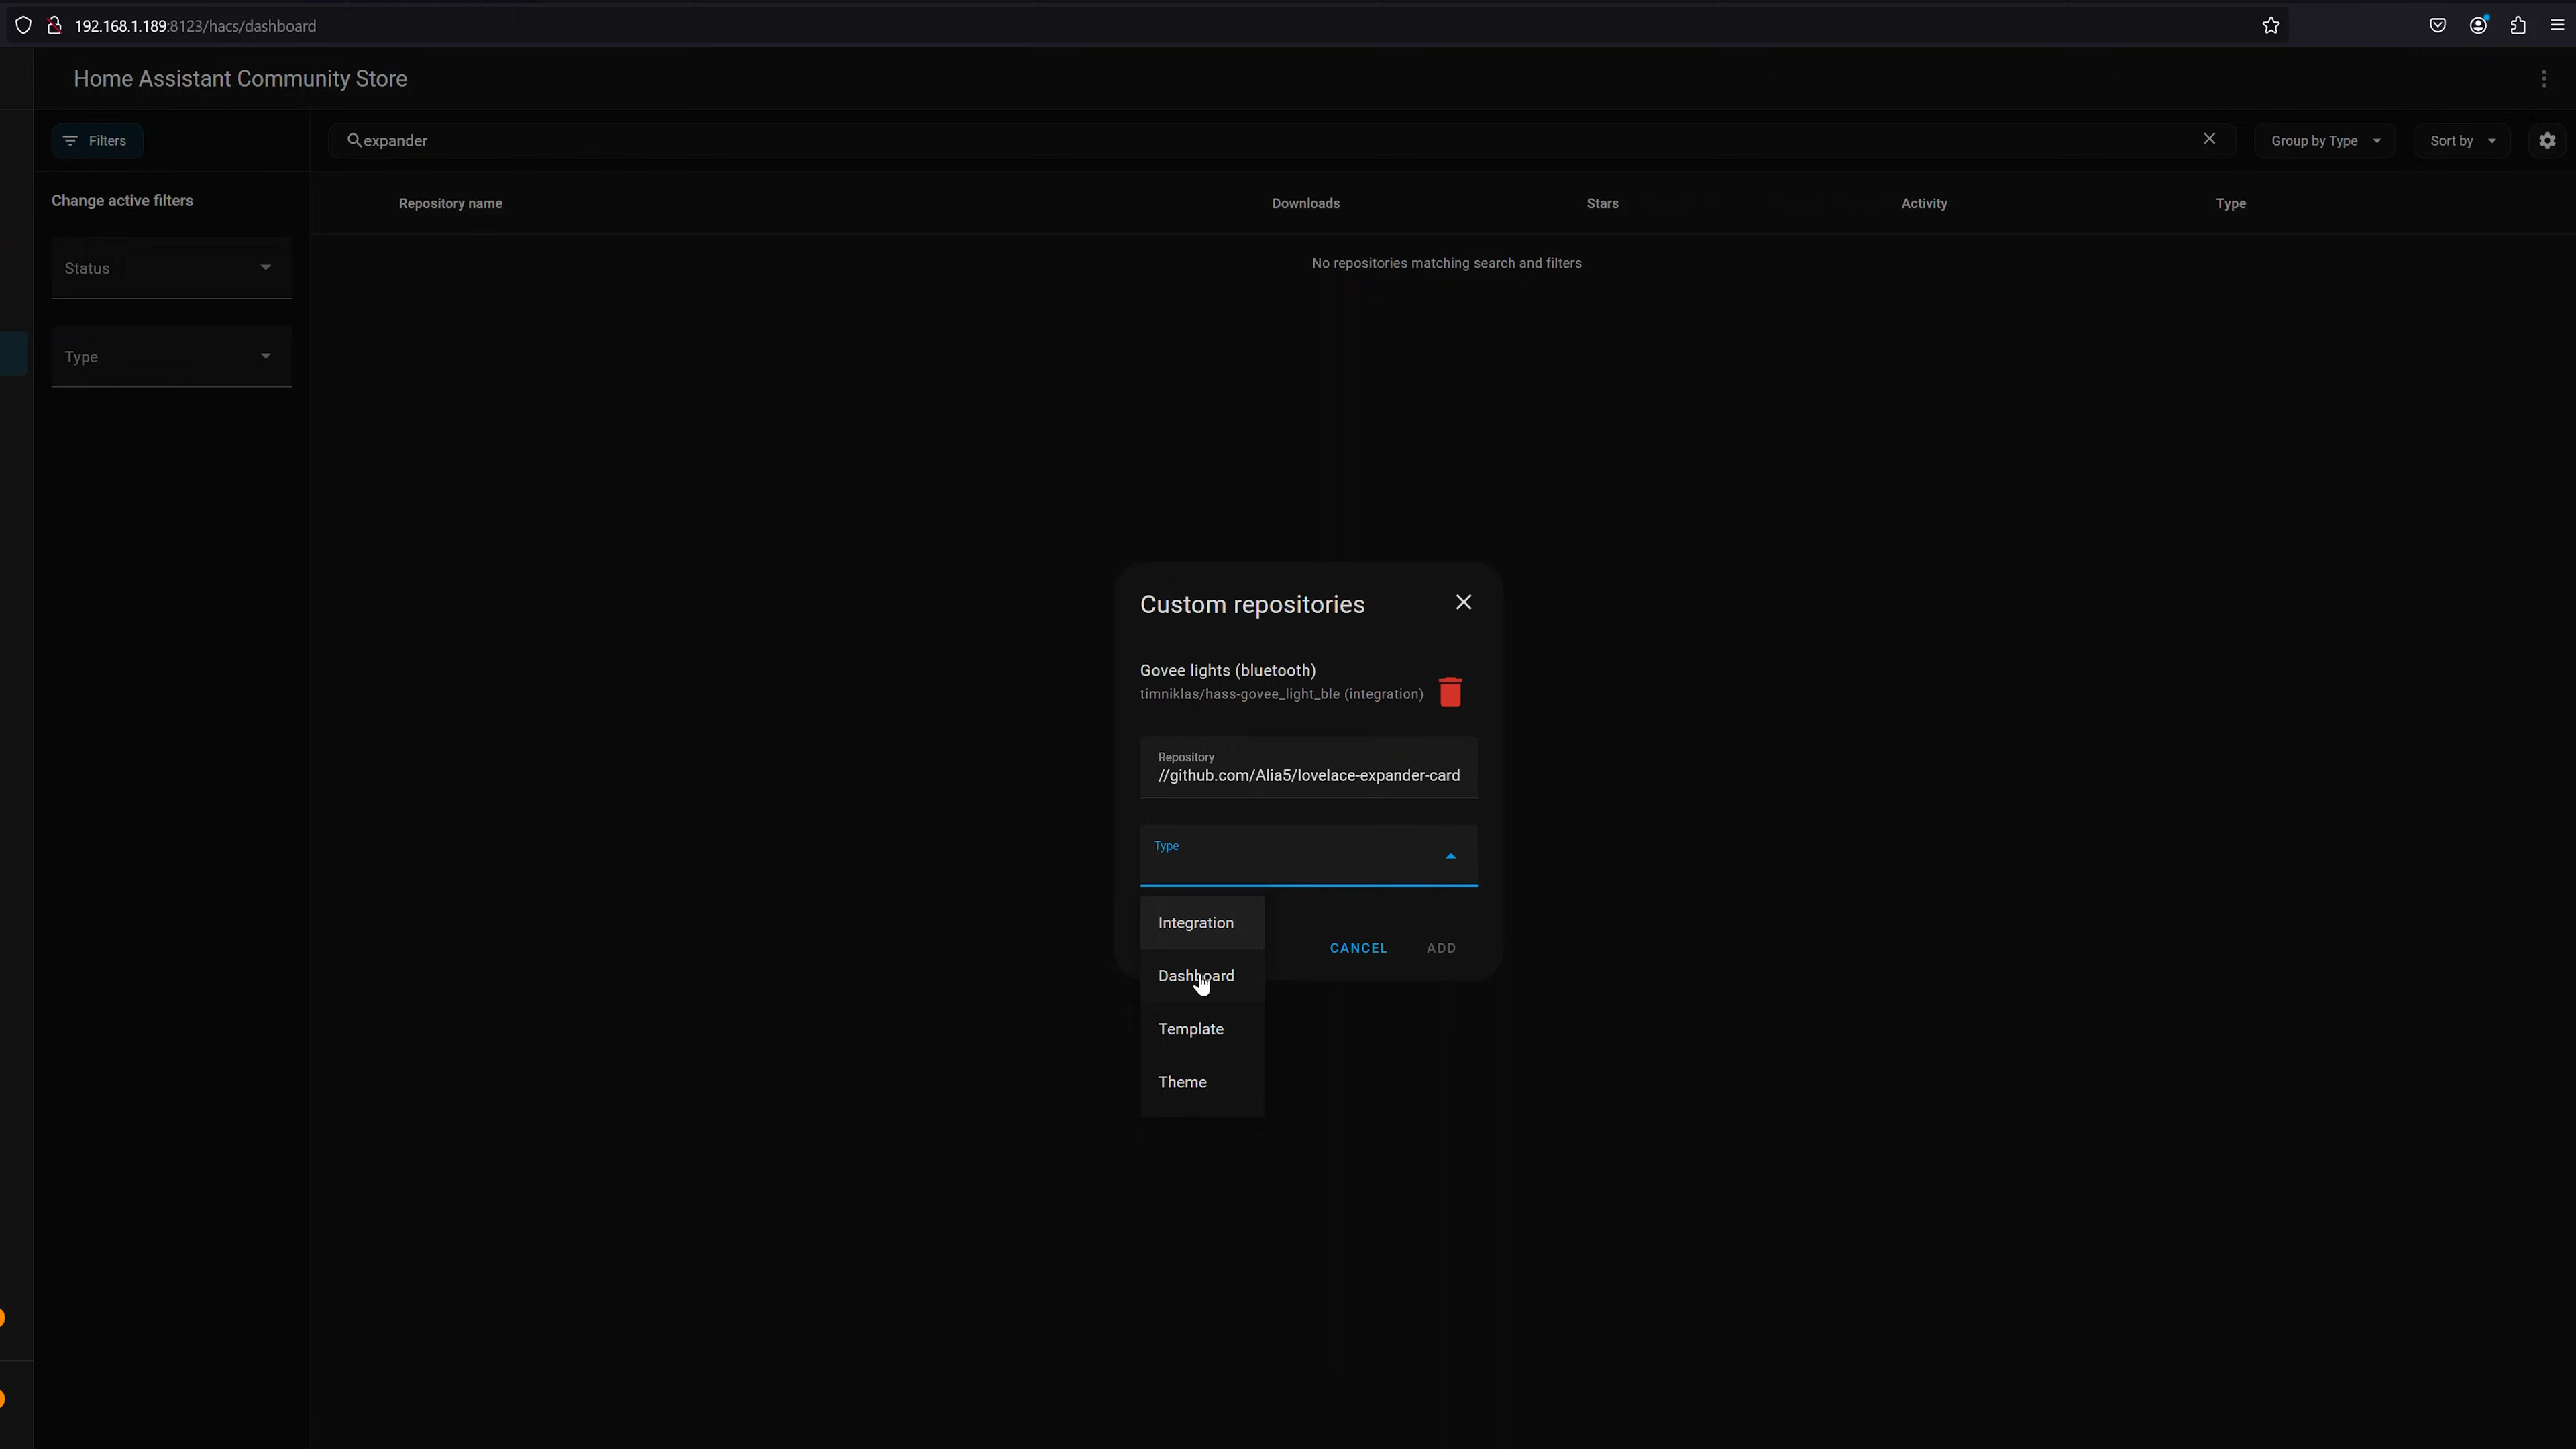 192.168.1.189:8123/hacs/dashboard
Home Assistant Community Store
Filters
expander
Group by Type
Sort by
Change active filters
Repository name
Downloads
Stars
Activity
Type
Status
No repositories matching search and filters
Type
Custom repositories
Govee lights (bluetooth)
timniklas/hass-govee_light_ble (integration)
Repository
//github.com/Alia5/lovelace-expander-card
Type
Integration
CANCEL
ADD
Dashboard
Template
Theme